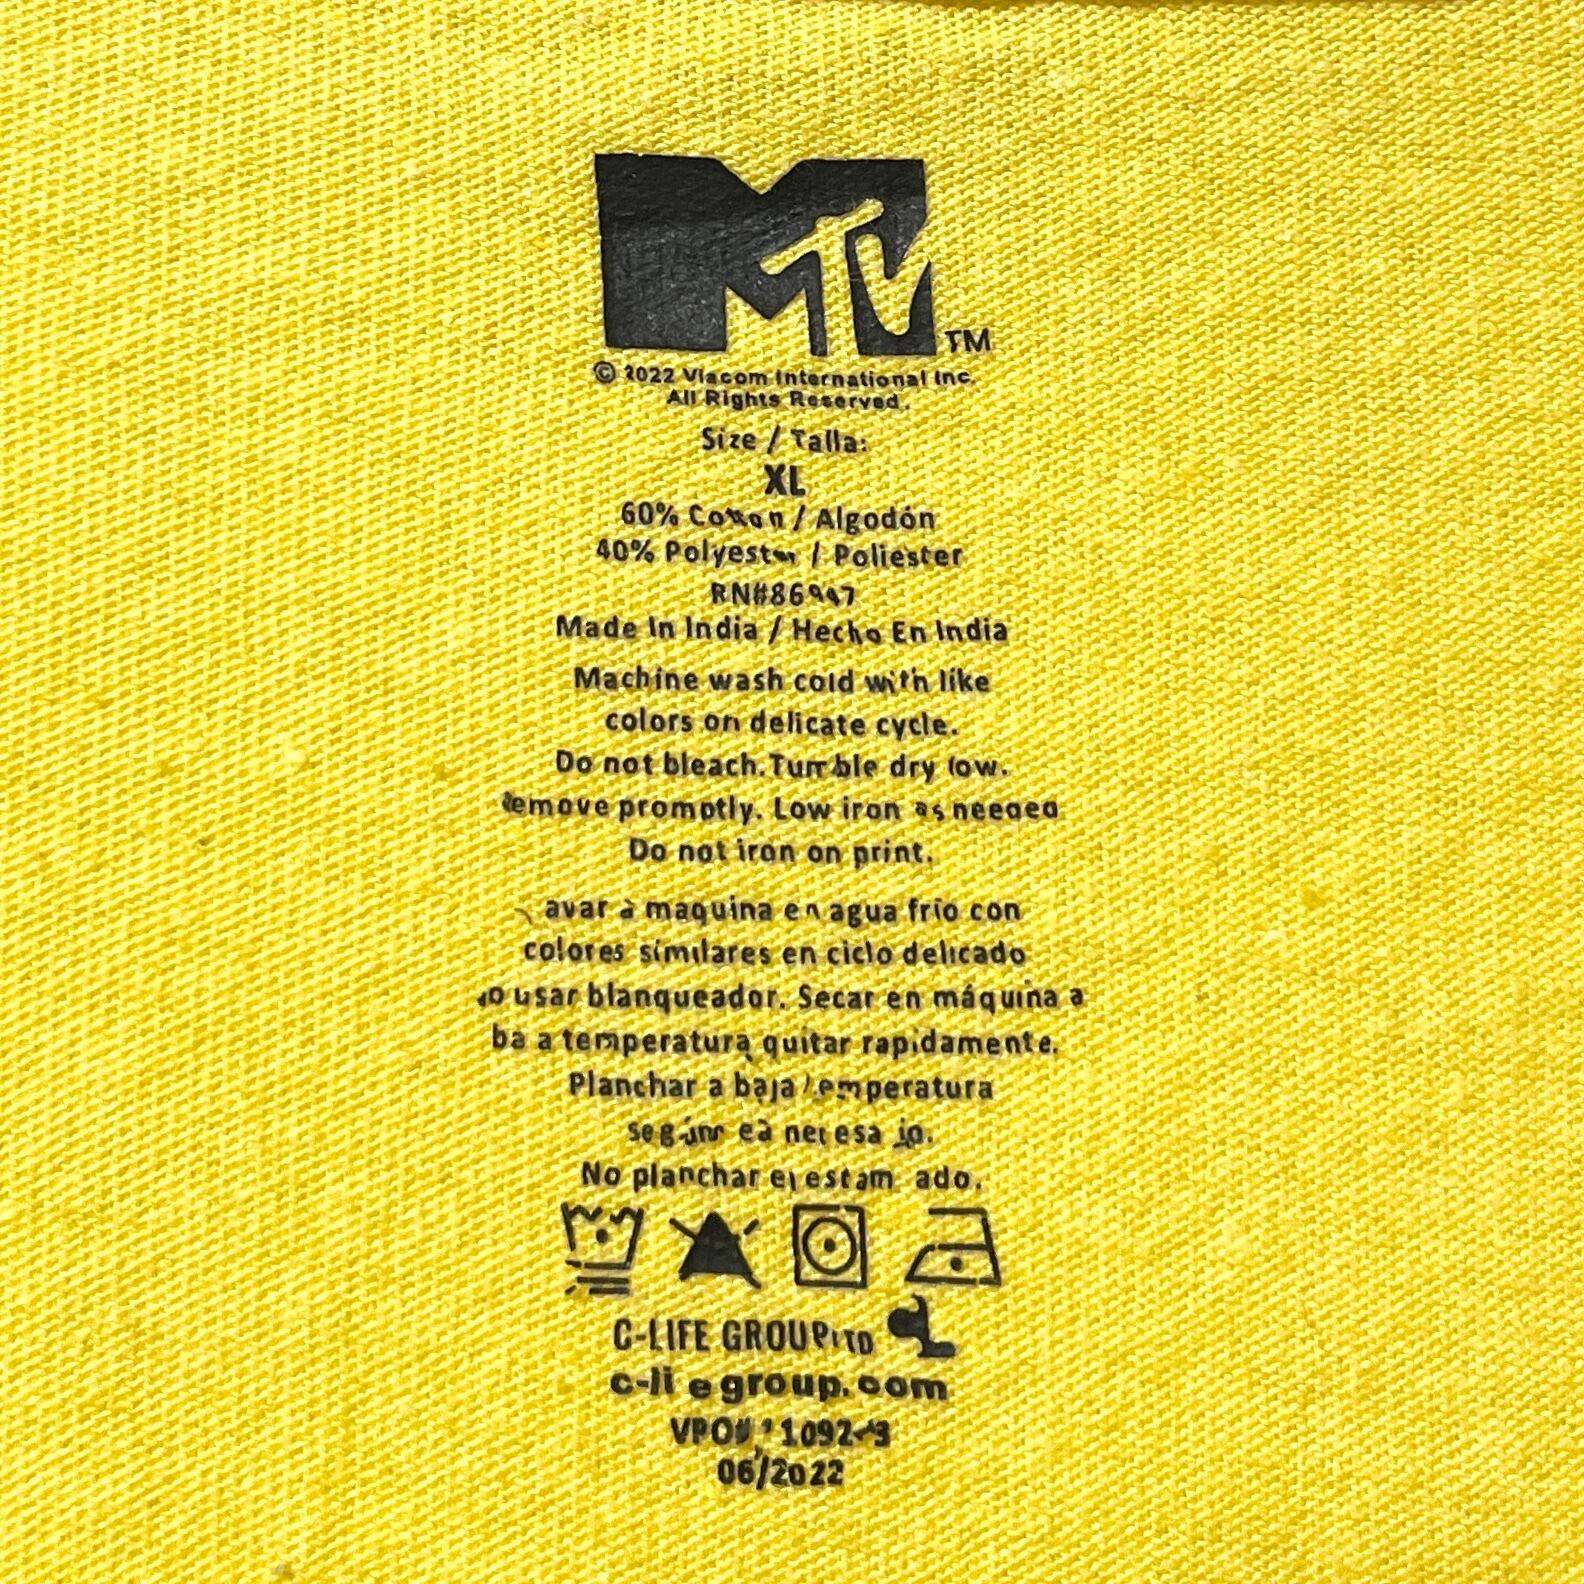 MTV TM
© 2022 Viacom International Inc.
All Rights Reserved.
Size / Talla:
XL
60% Cotton / Algodón
40% Polyester / Poliester
Made In India / Hecho En India
Machine wash cold with like
colors on delicate cycle.
Do not bleach. Tumble dry low.
Remove promptly. Low iron as needed
Do not iron on print.
avar a maquina en agua frio con
colores similares en ciclo delicado
usar blanqueador. Secar en máquina a
ba a temperatura quitar rapidamente.
Planchar a baja temperatura
No planchar
C-LIFE GROUP LTD
c-li egroup.com
06/2022